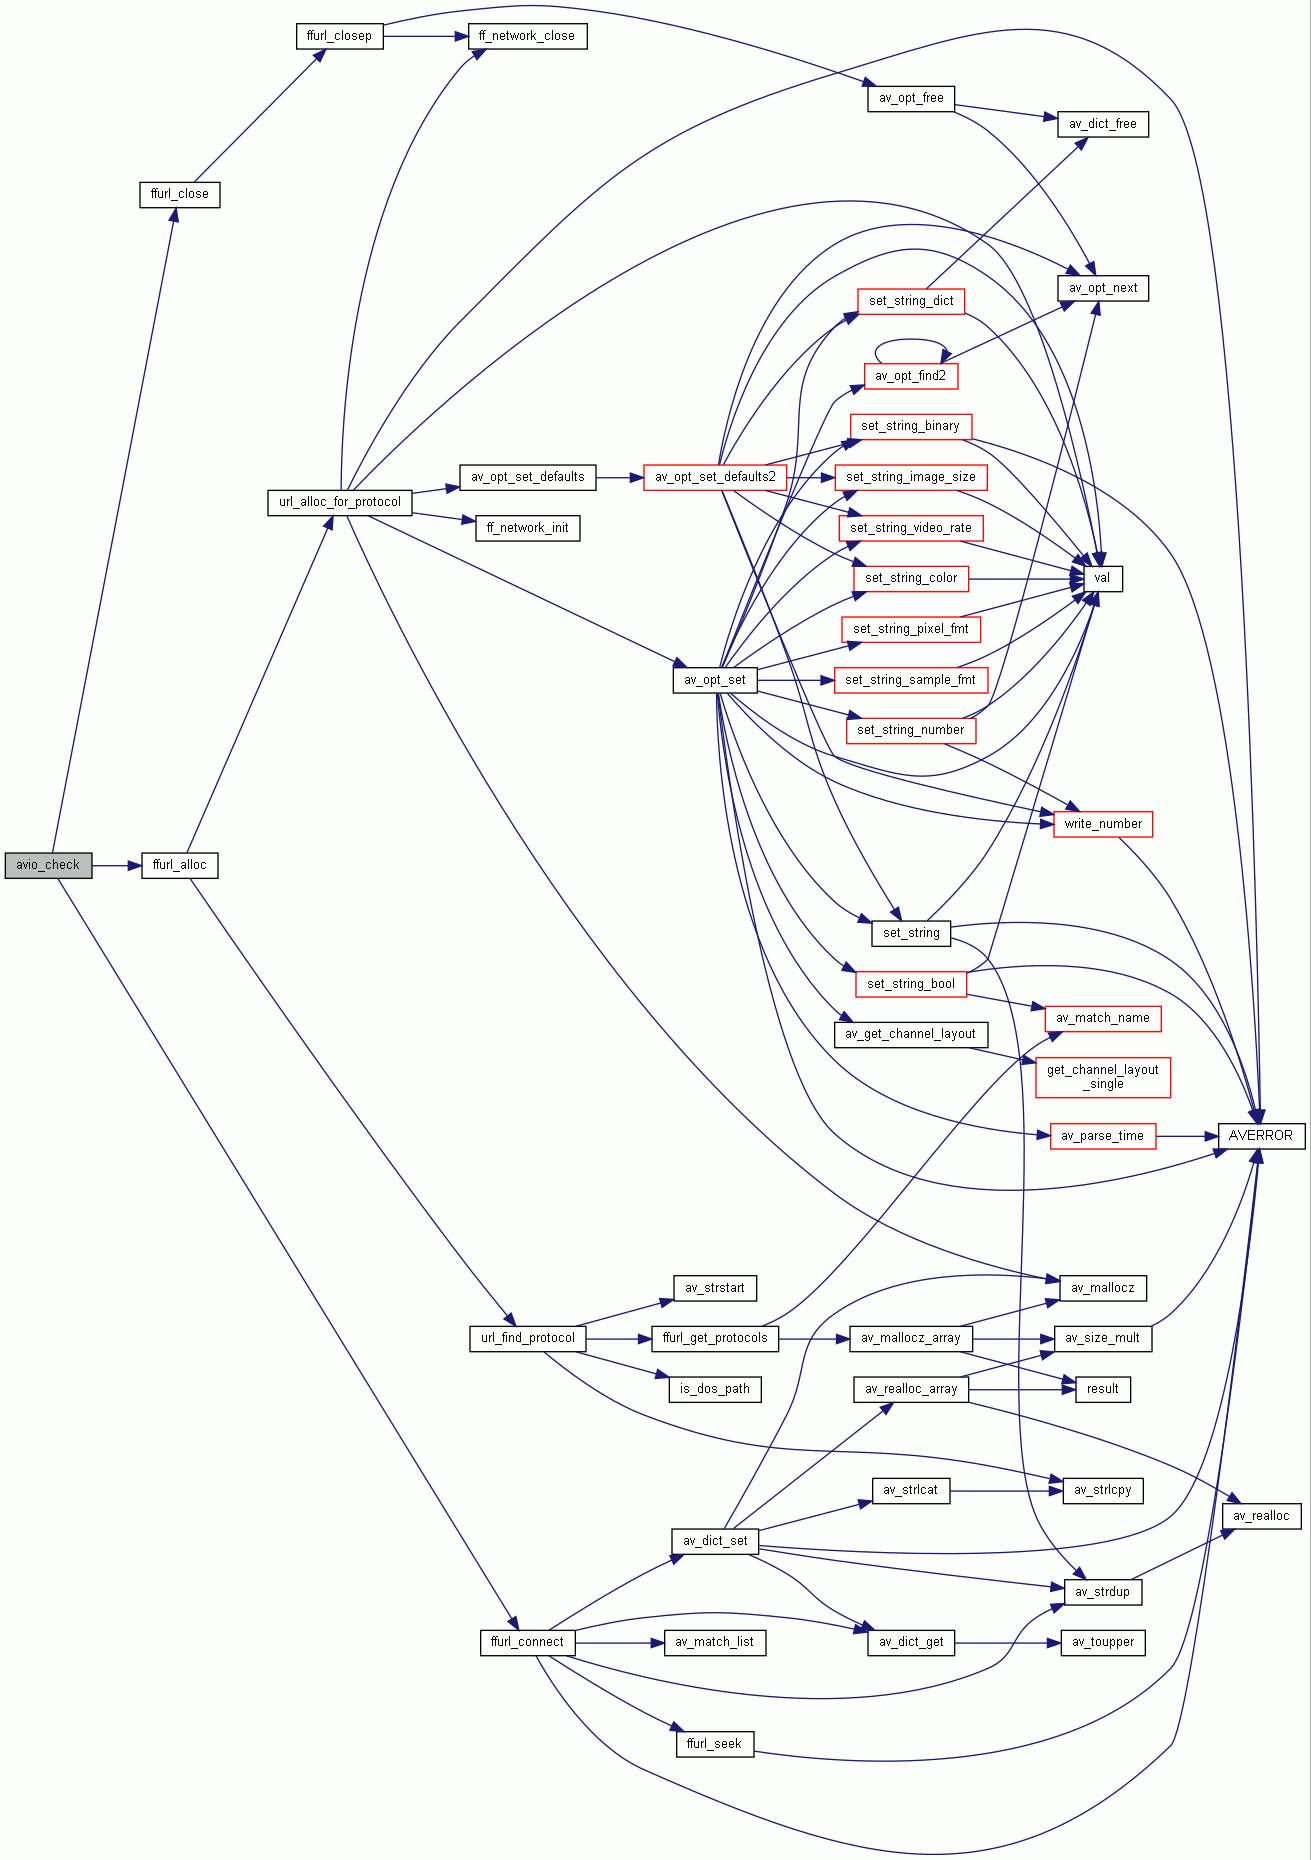 ffurl_closep
ff_network_close
av_opt_free
av_dict_free
ffurl_close
av_opt_next
set_string_dict
av_opt_find2
set_string_binary
av_opt_set_defaults
av_opt_set_defaults2
set_string_image_size
url_alloc_for_protocol
ff_network_init
set_string_video_rate
set_string_color
val
set_string_pixel_fmt
av_opt_set
set_string_sample_fmt
set_string_number
write_number
avio_check
ffurl_alloc
set_string
set_string_bool
av_match_name
av_get_channel_layout
get_channel_layout
_single
av_parse_time
AVERROR
av_strstart
av_mallocz
url_find_protocol
ffurl_get_protocols
av_mallocz_array
av_size_mult
is_dos_path
av_realloc_array
result
av_strlcat
av_strlcpy
av_realloc
av_dict_set
av_strdup
ffurl_connect
av_match_list
av_dict_get
av_toupper
ffurl_seek